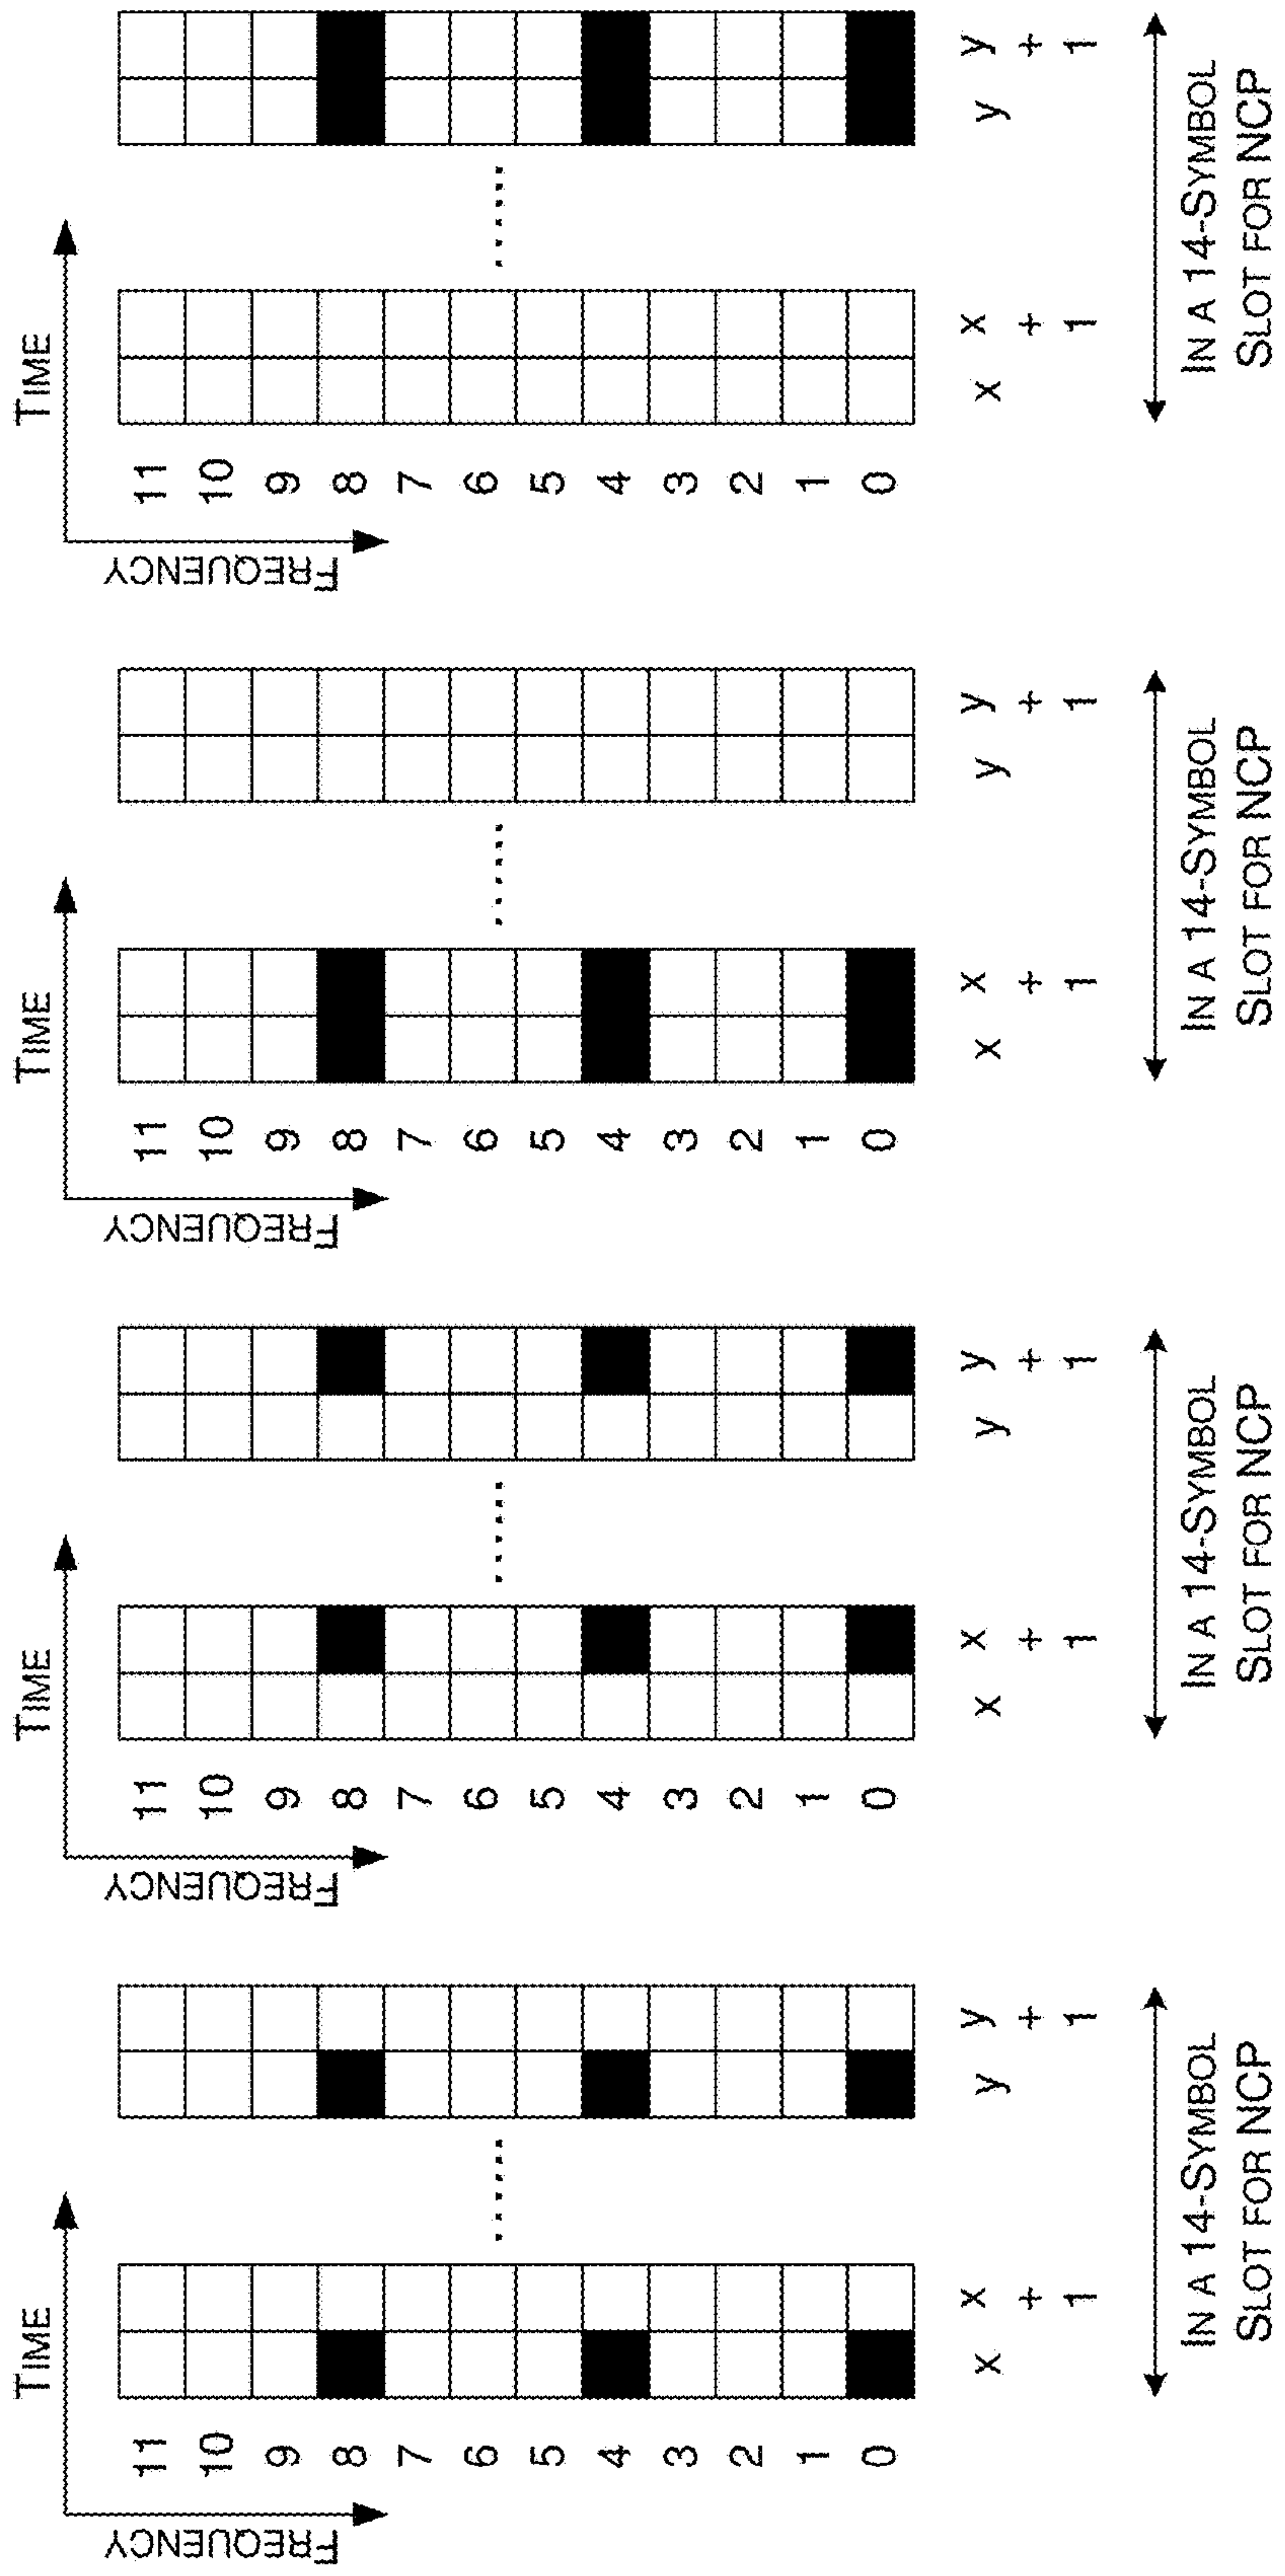 TIME
FREQUENCY
11
10
9
8
7
6
5
4
3
2
1
0
x x y y
+ +
1 1
IN A 14-SYMBOL
SLOT FOR NCP
TIME
FREQUENCY
11
10
9
8
7
6
5
4
3
2
1
0
x x y y
+ +
1 1
IN A 14-SYMBOL
SLOT FOR NCP
TIME
FREQUENCY
11
10
9
8
7
6
5
4
3
2
1
0
x x y y
+ +
1 1
IN A 14-SYMBOL
SLOT FOR NCP
TIME
FREQUENCY
11
10
9
8
7
6
5
4
3
2
1
0
x x y y
+ +
1 1
IN A 14-SYMBOL
SLOT FOR NCP